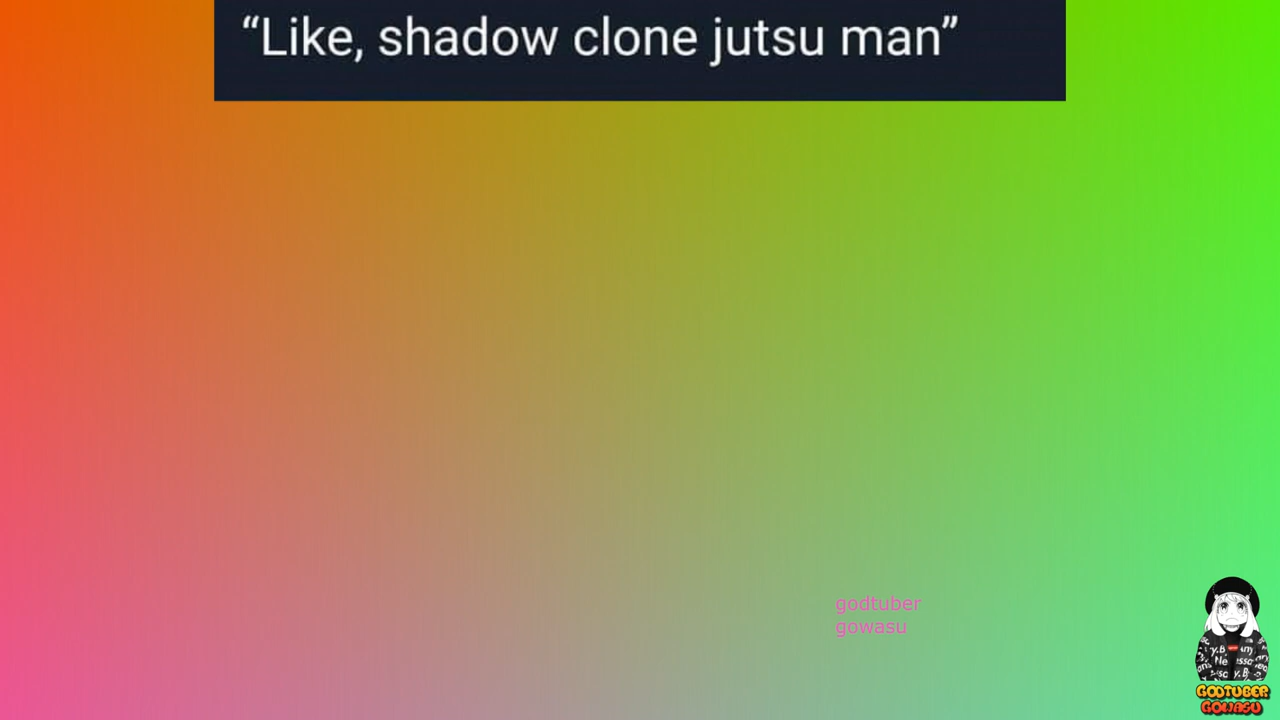 “Like, shadow clone jutsu man”
godtuber
gowasu
GODTUBER
GOWASU